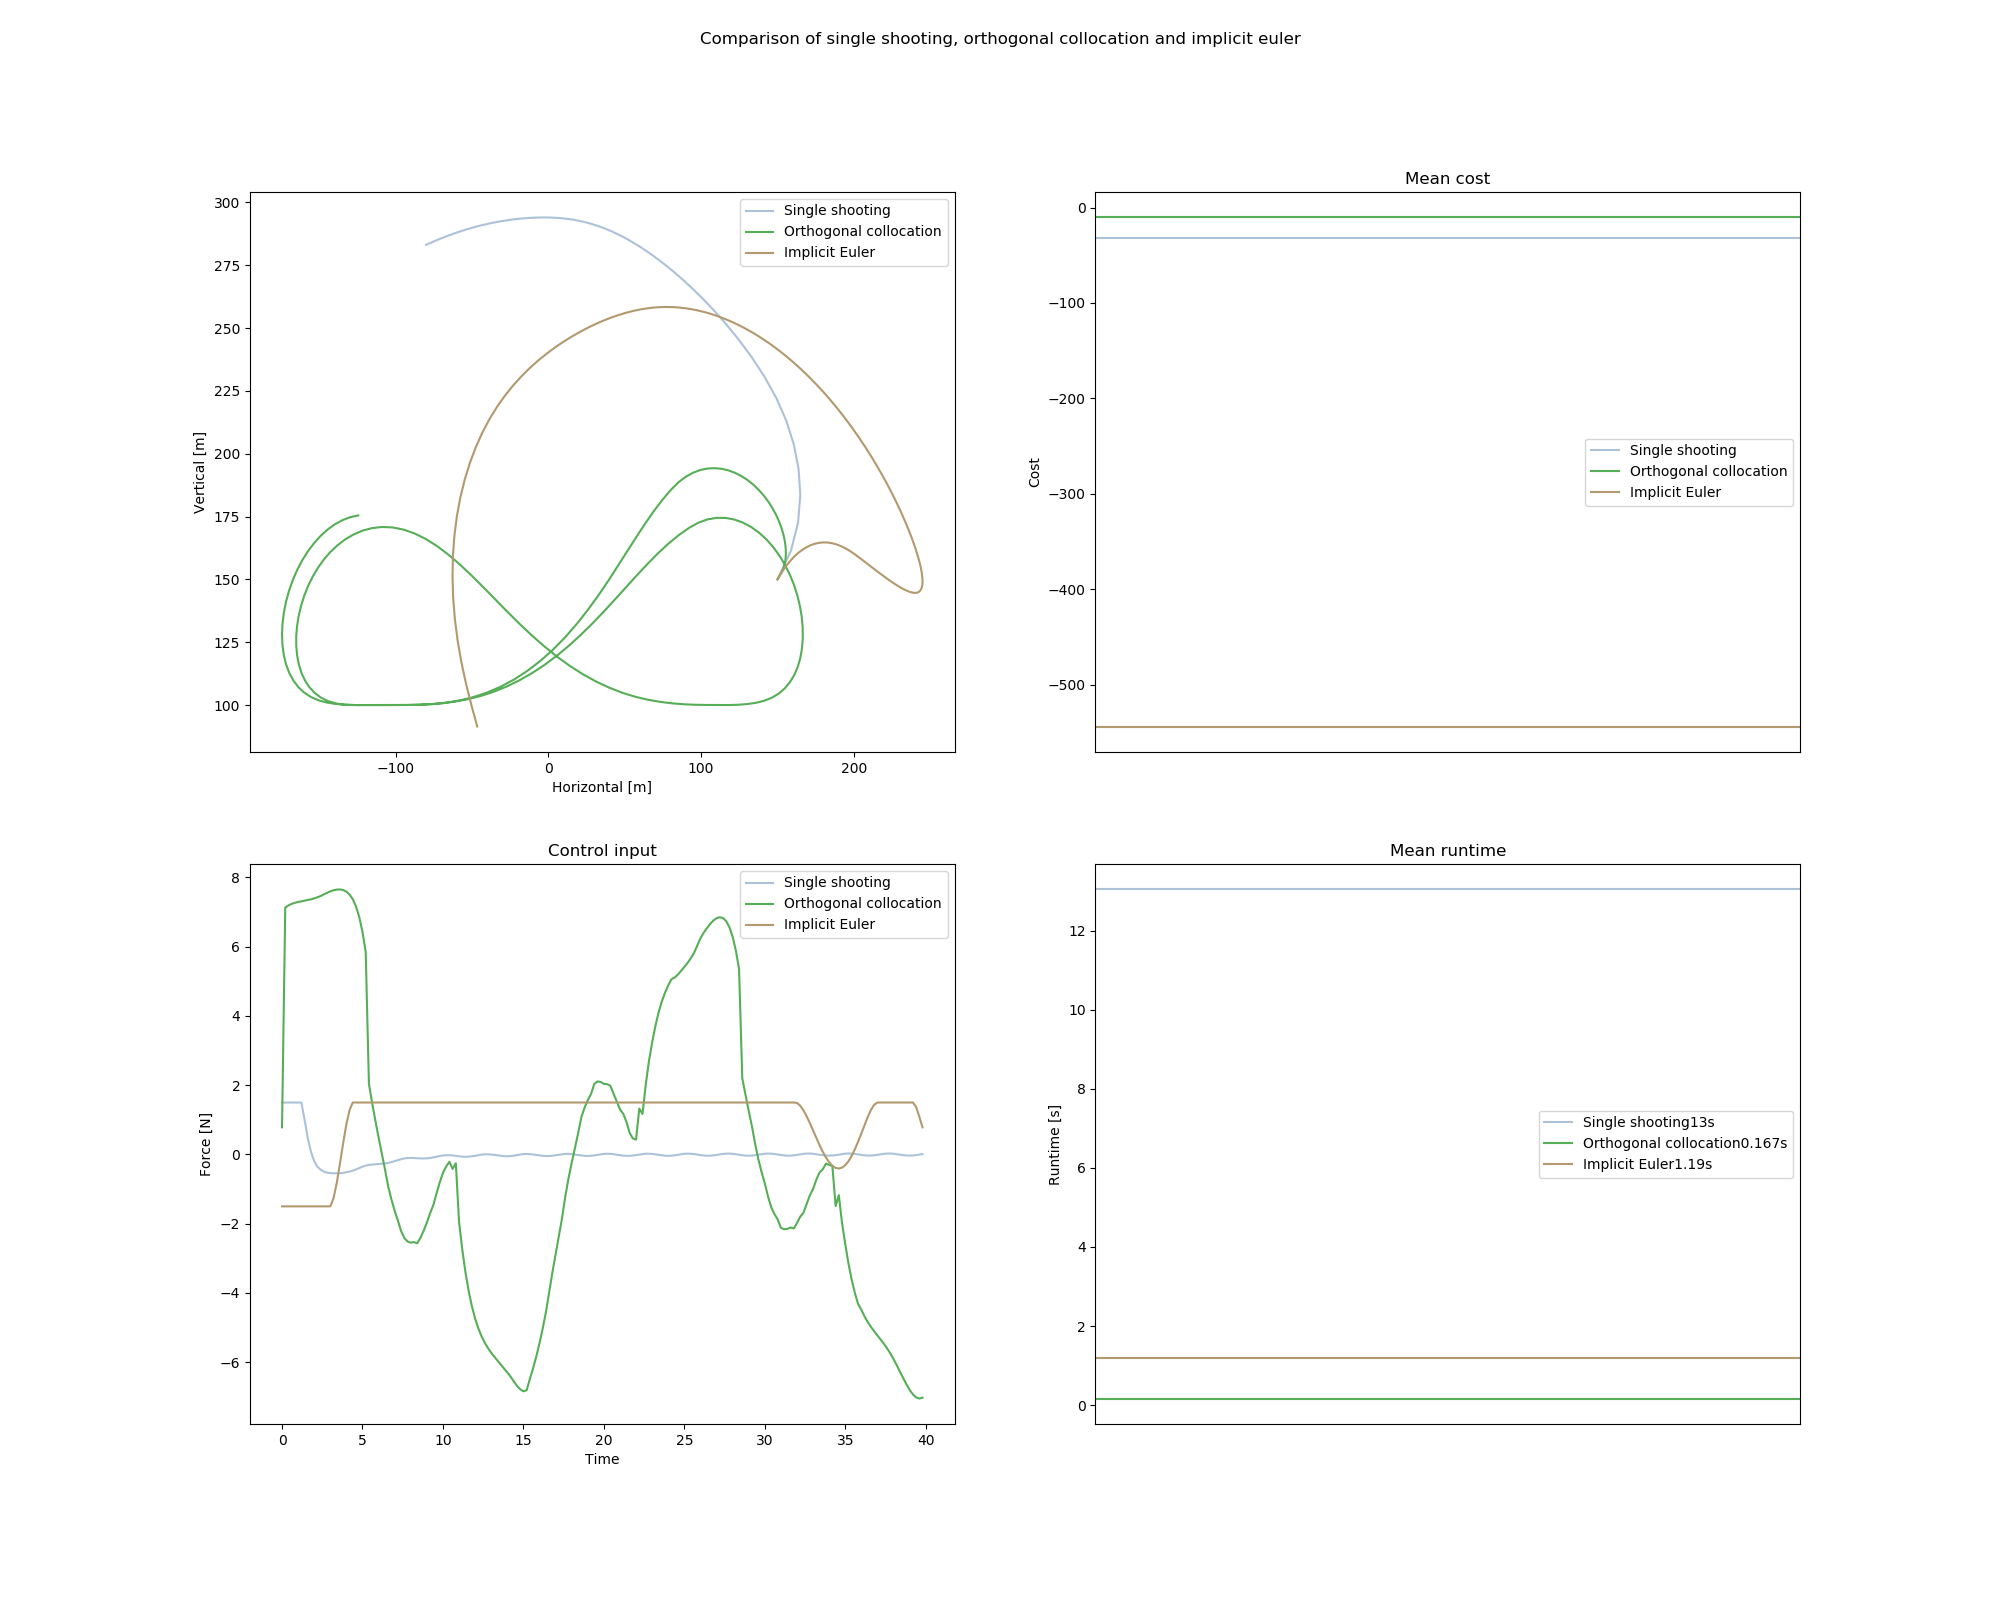 Comparison of single shooting, orthogonal collocation and implicit euler
300
275
250
225
200
175
150
125
100
Vertical [m]
−100
0
100
200
Horizontal [m]
Single shooting
Orthogonal collocation
Implicit Euler
Mean cost
0
−100
−200
−300
−400
−500
Cost
Single shooting
Orthogonal collocation
Implicit Euler
Control input
8
6
4
2
0
−2
−4
−6
Force [N]
0
5
10
15
20
25
30
35
40
Time
Single shooting
Orthogonal collocation
Implicit Euler
Mean runtime
12
10
8
6
4
2
0
Runtime [s]
Single shooting13s
Orthogonal collocation0.167s
Implicit Euler1.19s